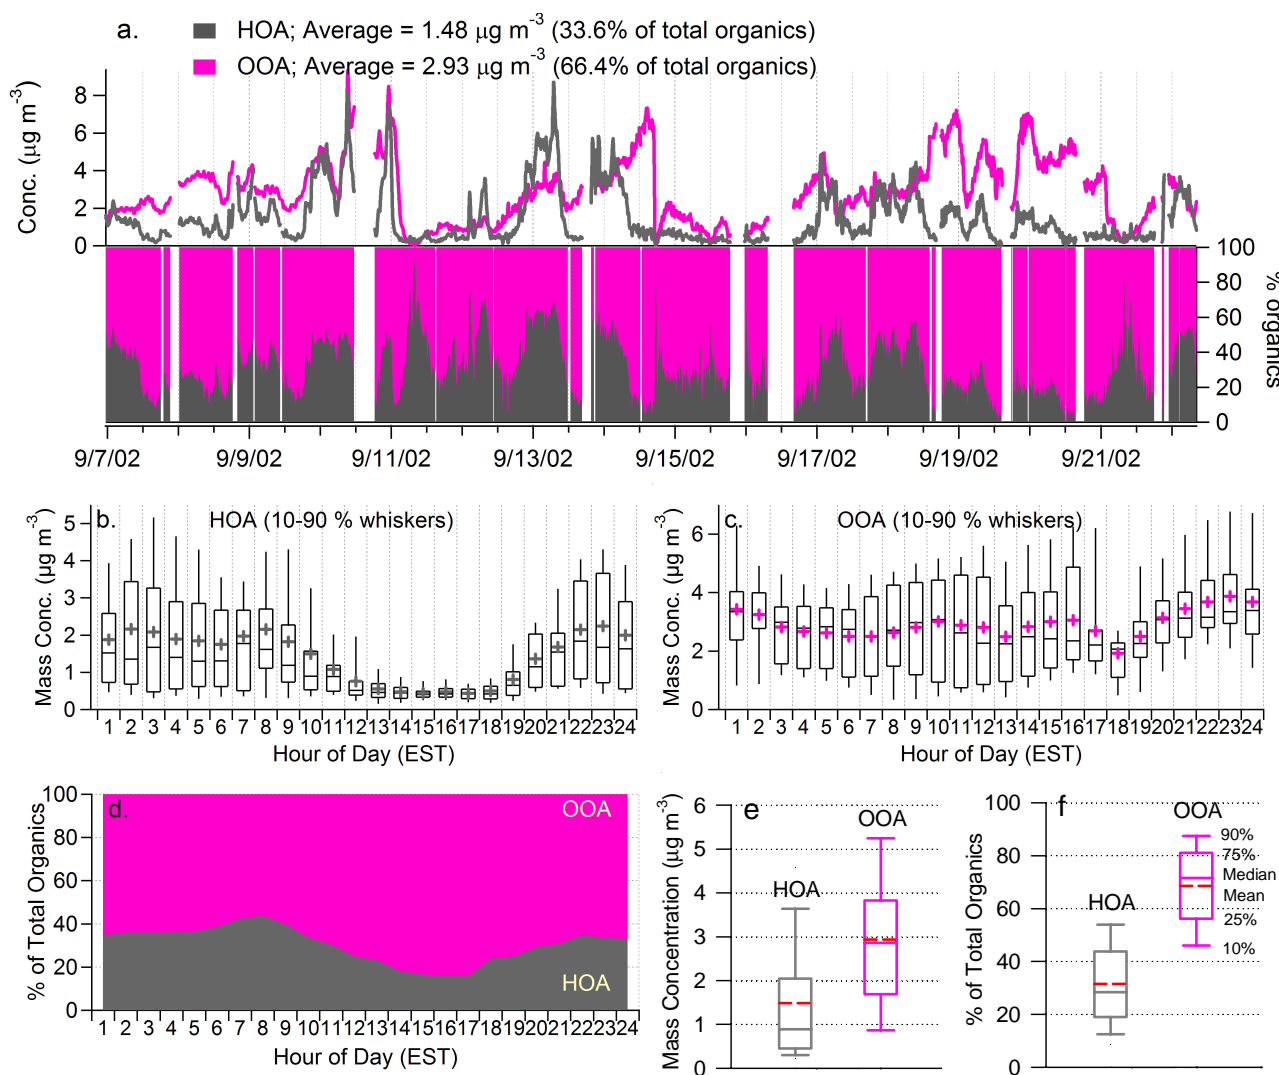 a.
HOA; Average = 1.48 µg m-3 (33.6% of total organics)
OOA; Average = 2.93 µg m-3 (66.4% of total organics)
Conc. (µg m-3)
8
6
4
2
0
100
80
60
40
20
0
% organics
9/7/02 9/9/02 9/11/02 9/13/02 9/15/02 9/17/02 9/19/02 9/21/02
b. HOA (10-90 % whiskers)
Mass Conc. (µg m-3)
5
4
3
2
1
0
1 2 3 4 5 6 7 8 9 10 11 12 13 14 15 16 17 18 19 20 21 22 23 24
Hour of Day (EST)
c. OOA (10-90 % whiskers)
Mass Conc. (µg m-3)
6
4
2
0
1 2 3 4 5 6 7 8 9 10 11 12 13 14 15 16 17 18 19 20 21 22 23 24
Hour of Day (EST)
d.
OOA
HOA
% of Total Organics
100
80
60
40
20
0
1 2 3 4 5 6 7 8 9 10 11 12 13 14 15 16 17 18 19 20 21 22 23 24
Hour of Day (EST)
e
OOA
HOA
Mass Concentration (µg m-3)
6
5
4
3
2
1
0
f
OOA
HOA
90%
75%
Median
Mean
25%
10%
% of Total Organics
100
80
60
40
20
0